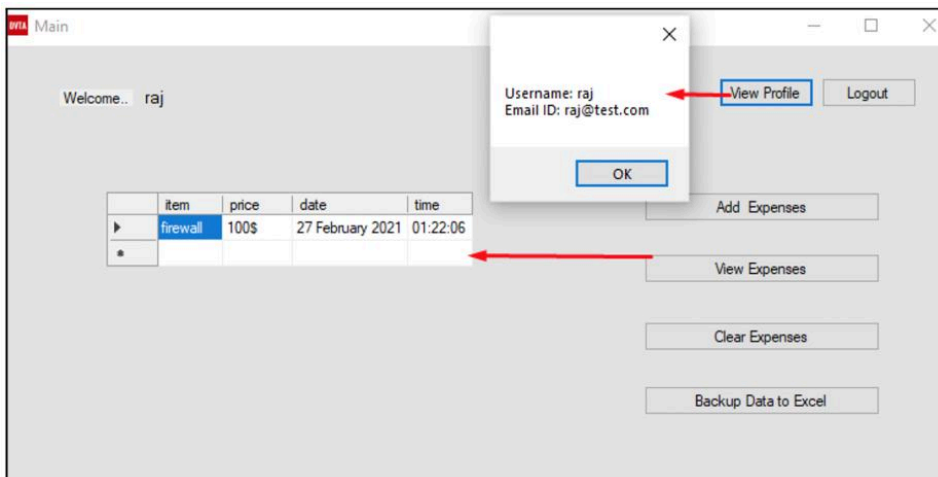 DVTA Main
Welcome.. raj
Username: raj
Email ID: raj@test.com
OK
View Profile Logout
item price date time
firewall 100$ 27 February 2021 01:22:06
Add Expenses
View Expenses
Clear Expenses
Backup Data to Excel